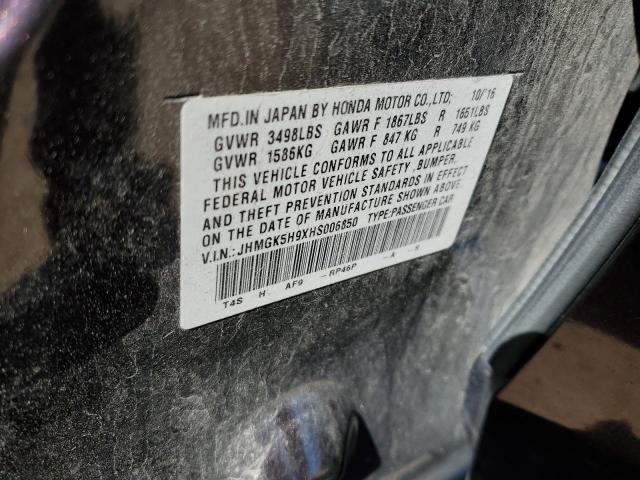 MFD.IN JAPAN BY HONDA MOTOR CO.,LTD; 10/'16
GVWR 3498LBS GAWR F 1867LBS R 1651LBS
GVWR 1586KG GAWR F 847 KG R 749 KG
THIS VEHICLE CONFORMS TO ALL APPLICABLE
FEDERAL MOTOR VEHICLE SAFETY ,BUMPER,
AND THEFT PREVENTION STANDARDS IN EFFECT
ON THE DATE OF MANUFACTURE SHOWN ABOVE.
V.I.N.:JHMGK5H9XHS006850 TYPE:PASSENGER CAR
T4S H AF9 -RP46P -A -R